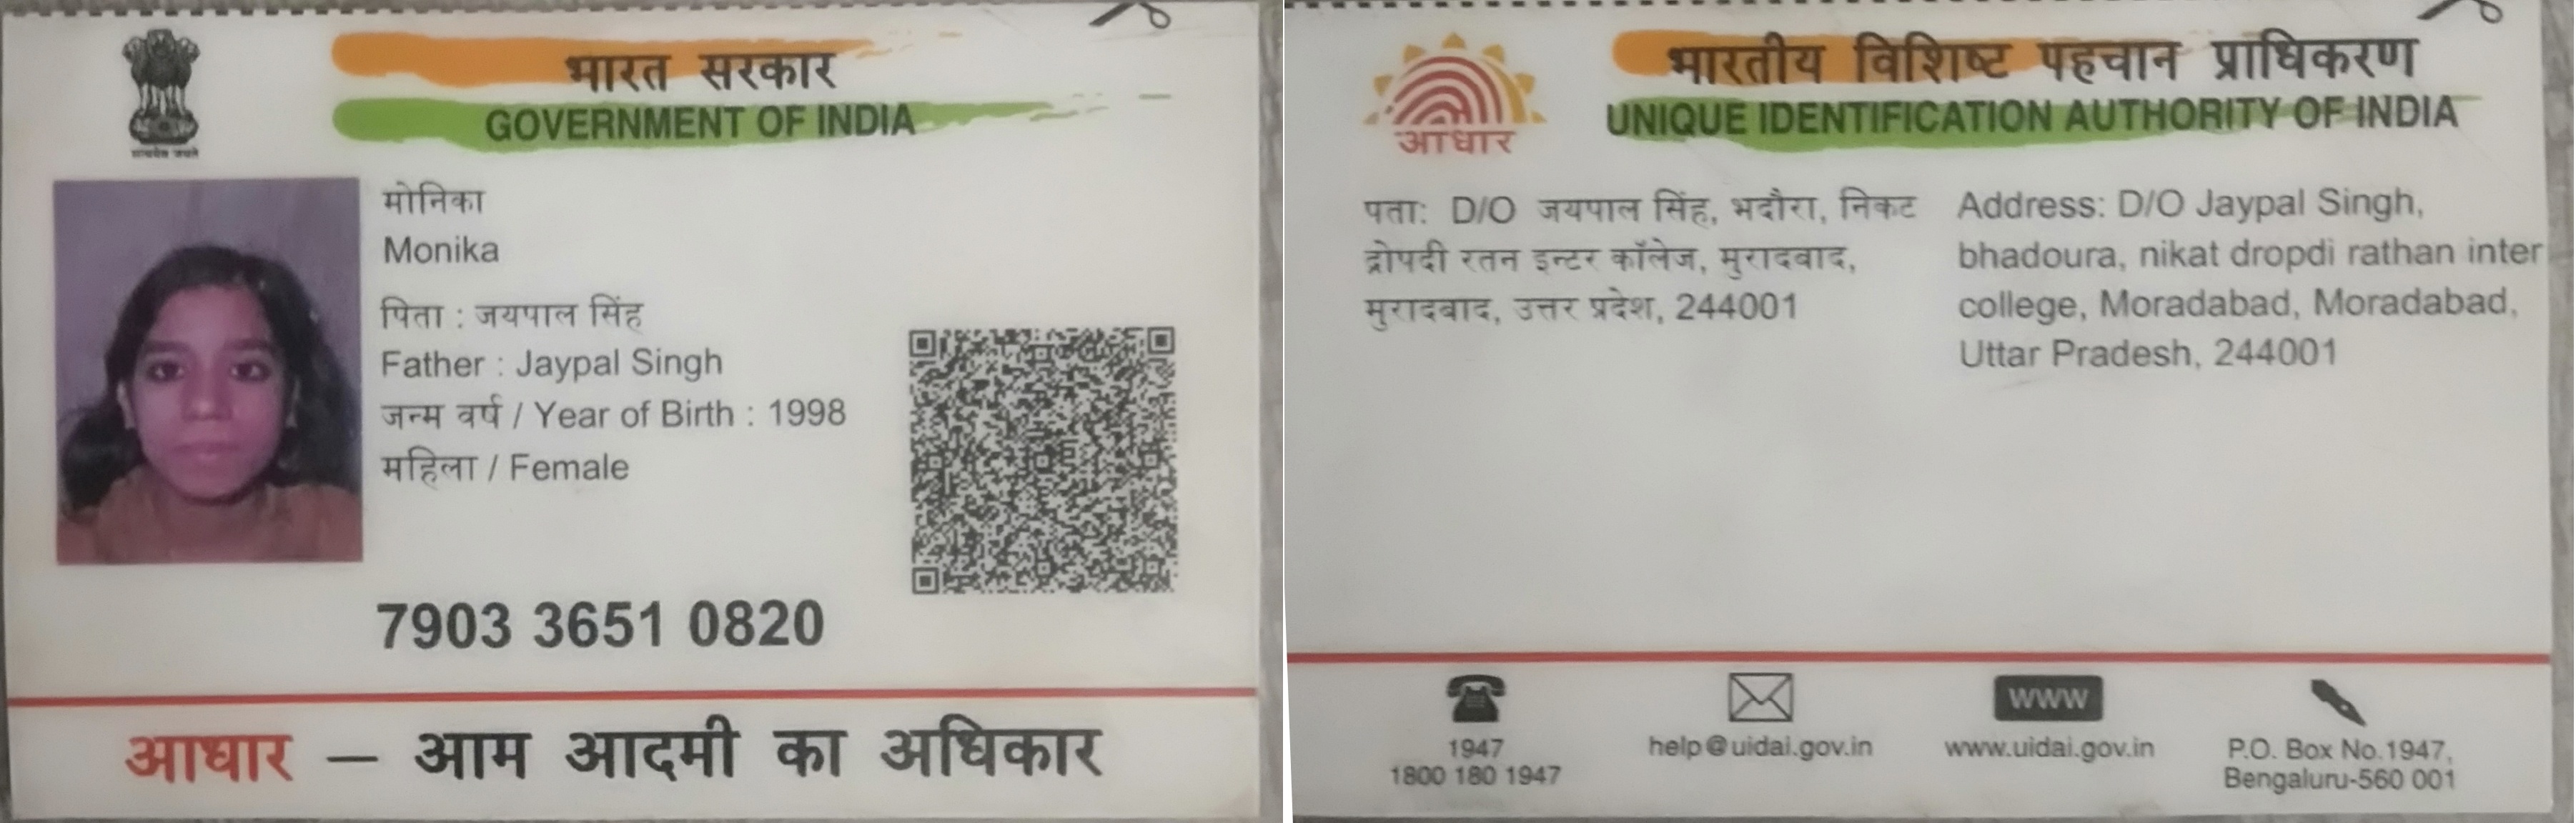 भारत सरकार
GOVERNMENT OF INDIA
सत्यमेव जयते
मोनिका
Monika
पिता : जयपाल सिंह
Father : Jaypal Singh
जन्म वर्ष / Year of Birth : 1998
महिला / Female
7903 3651 0820
आधार – आम आदमी का अधिकार
भारतीय विशिष्ट पहचान प्राधिकरण
UNIQUE IDENTIFICATION AUTHORITY OF INDIA
आधार
पता: D/O जयपाल सिंह, भदौरा, निकट
द्रोपदी रतन इन्टर कॉलेज, मुरादबाद,
मुरादबाद, उत्तर प्रदेश, 244001
Address: D/O Jaypal Singh,
bhadoura, nikat dropdi rathan inter
college, Moradabad, Moradabad,
Uttar Pradesh, 244001
1947
1800 180 1947
help@uidai.gov.in
www
www.uidai.gov.in
P.O. Box No.1947,
Bengaluru-560 001